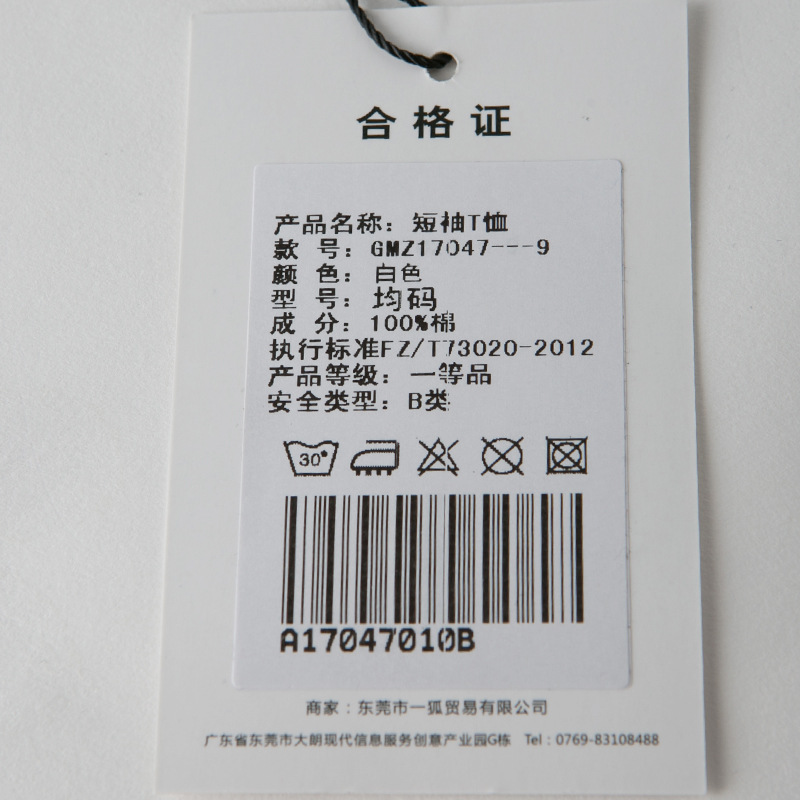 合格证
产品名称：短袖T恤
款 号：GMZ17047---9
颜 色：白色
型 号：均码
成 分：100%棉
执行标准FZ/T73020-2012
产品等级：一等品
安全类型：B类
30°
A17047010B
商家：东莞市一狐贸易有限公司
广东省东莞市大朗现代信息服务创意产业园G栋 Tel：0769-83108488